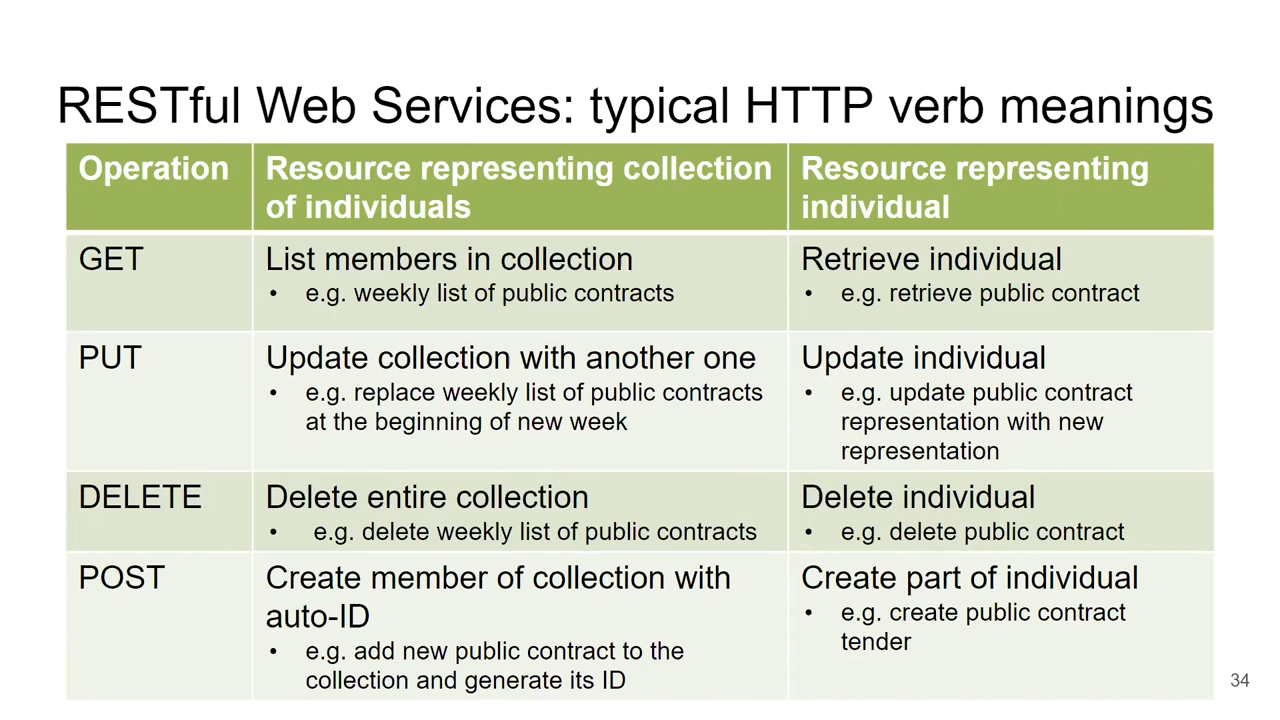 RESTful Web Services: typical HTTP verb meanings
Operation
Resource representing collection
of individuals
Resource representing
individual
GET
List members in collection
• e.g. weekly list of public contracts
Retrieve individual
• e.g. retrieve public contract
PUT
Update collection with another one
• e.g. replace weekly list of public contracts
at the beginning of new week
Update individual
• e.g. update public contract
representation with new
representation
DELETE
Delete entire collection
• e.g. delete weekly list of public contracts
Delete individual
• e.g. delete public contract
POST
Create member of collection with
auto-ID
• e.g. add new public contract to the
collection and generate its ID
Create part of individual
• e.g. create public contract
tender
34